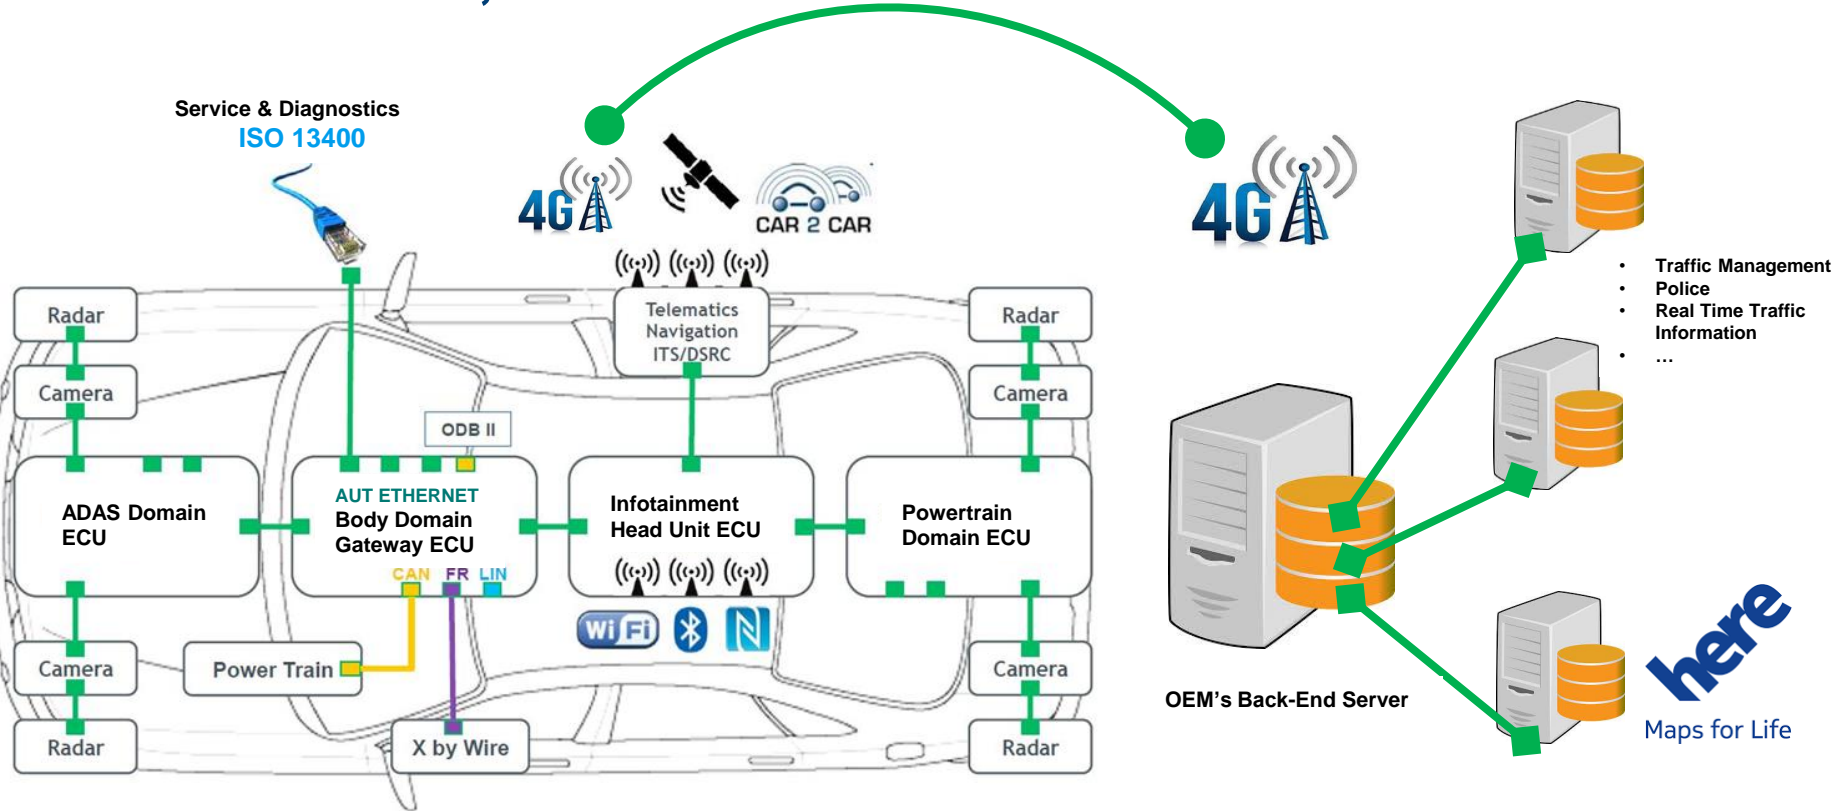 Service & Diagnostics
ISO 13400
4G
CAR 2 CAR
4G
Radar
Camera
Telematics
Navigation
ITS/DSRC
Radar
Camera
• Traffic Management
• Police
• Real Time Traffic
Information
• ...
ODB II
ADAS Domain
ECU
AUT ETHERNET
Body Domain
Gateway ECU
CAN FR LIN
Infotainment
Head Unit ECU
Powertrain
Domain ECU
Wi Fi
Camera
Radar
Power Train
X by Wire
Camera
Radar
OEM's Back-End Server
here
Maps for Life